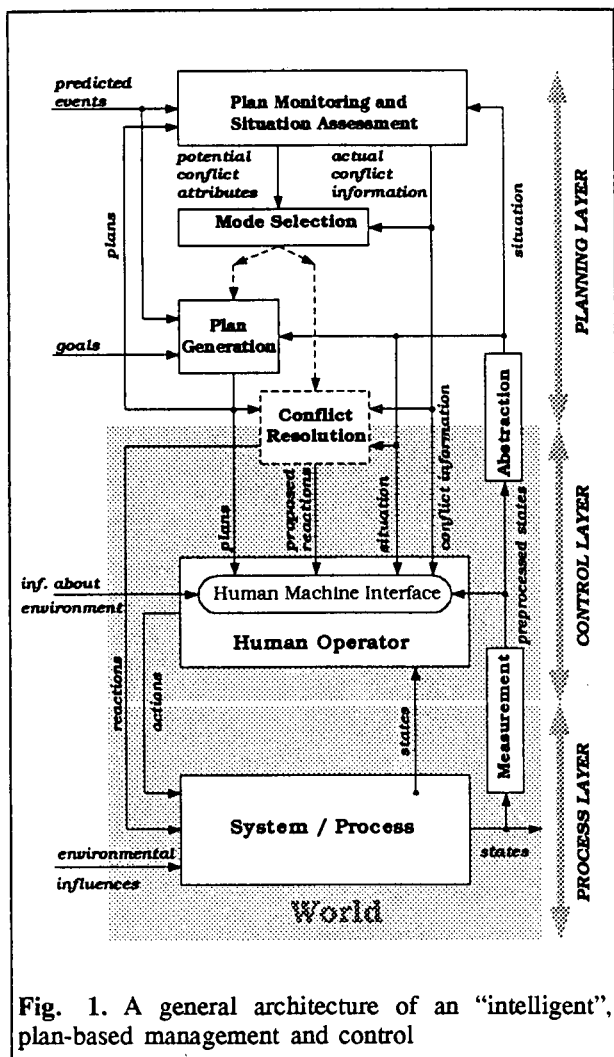 predicted
events
Plan Monitoring and
Situation Assessment
potential
conflict
attributes
actual
conflict
information
Mode Selection
plans
situation
PLANNING LAYER
Plan
Generation
goals
Conflict
Resolution
Abstraction
plans
proposed
reactions
situation
conflict information
preprocessed states
CONTROL LAYER
inf. about
environment
Human Machine Interface
Human Operator
reactions
actions
states
Measurement
PROCESS LAYER
System / Process
states
environmental
influences
World
Fig. 1. A general architecture of an “intelligent”,
plan-based management and control